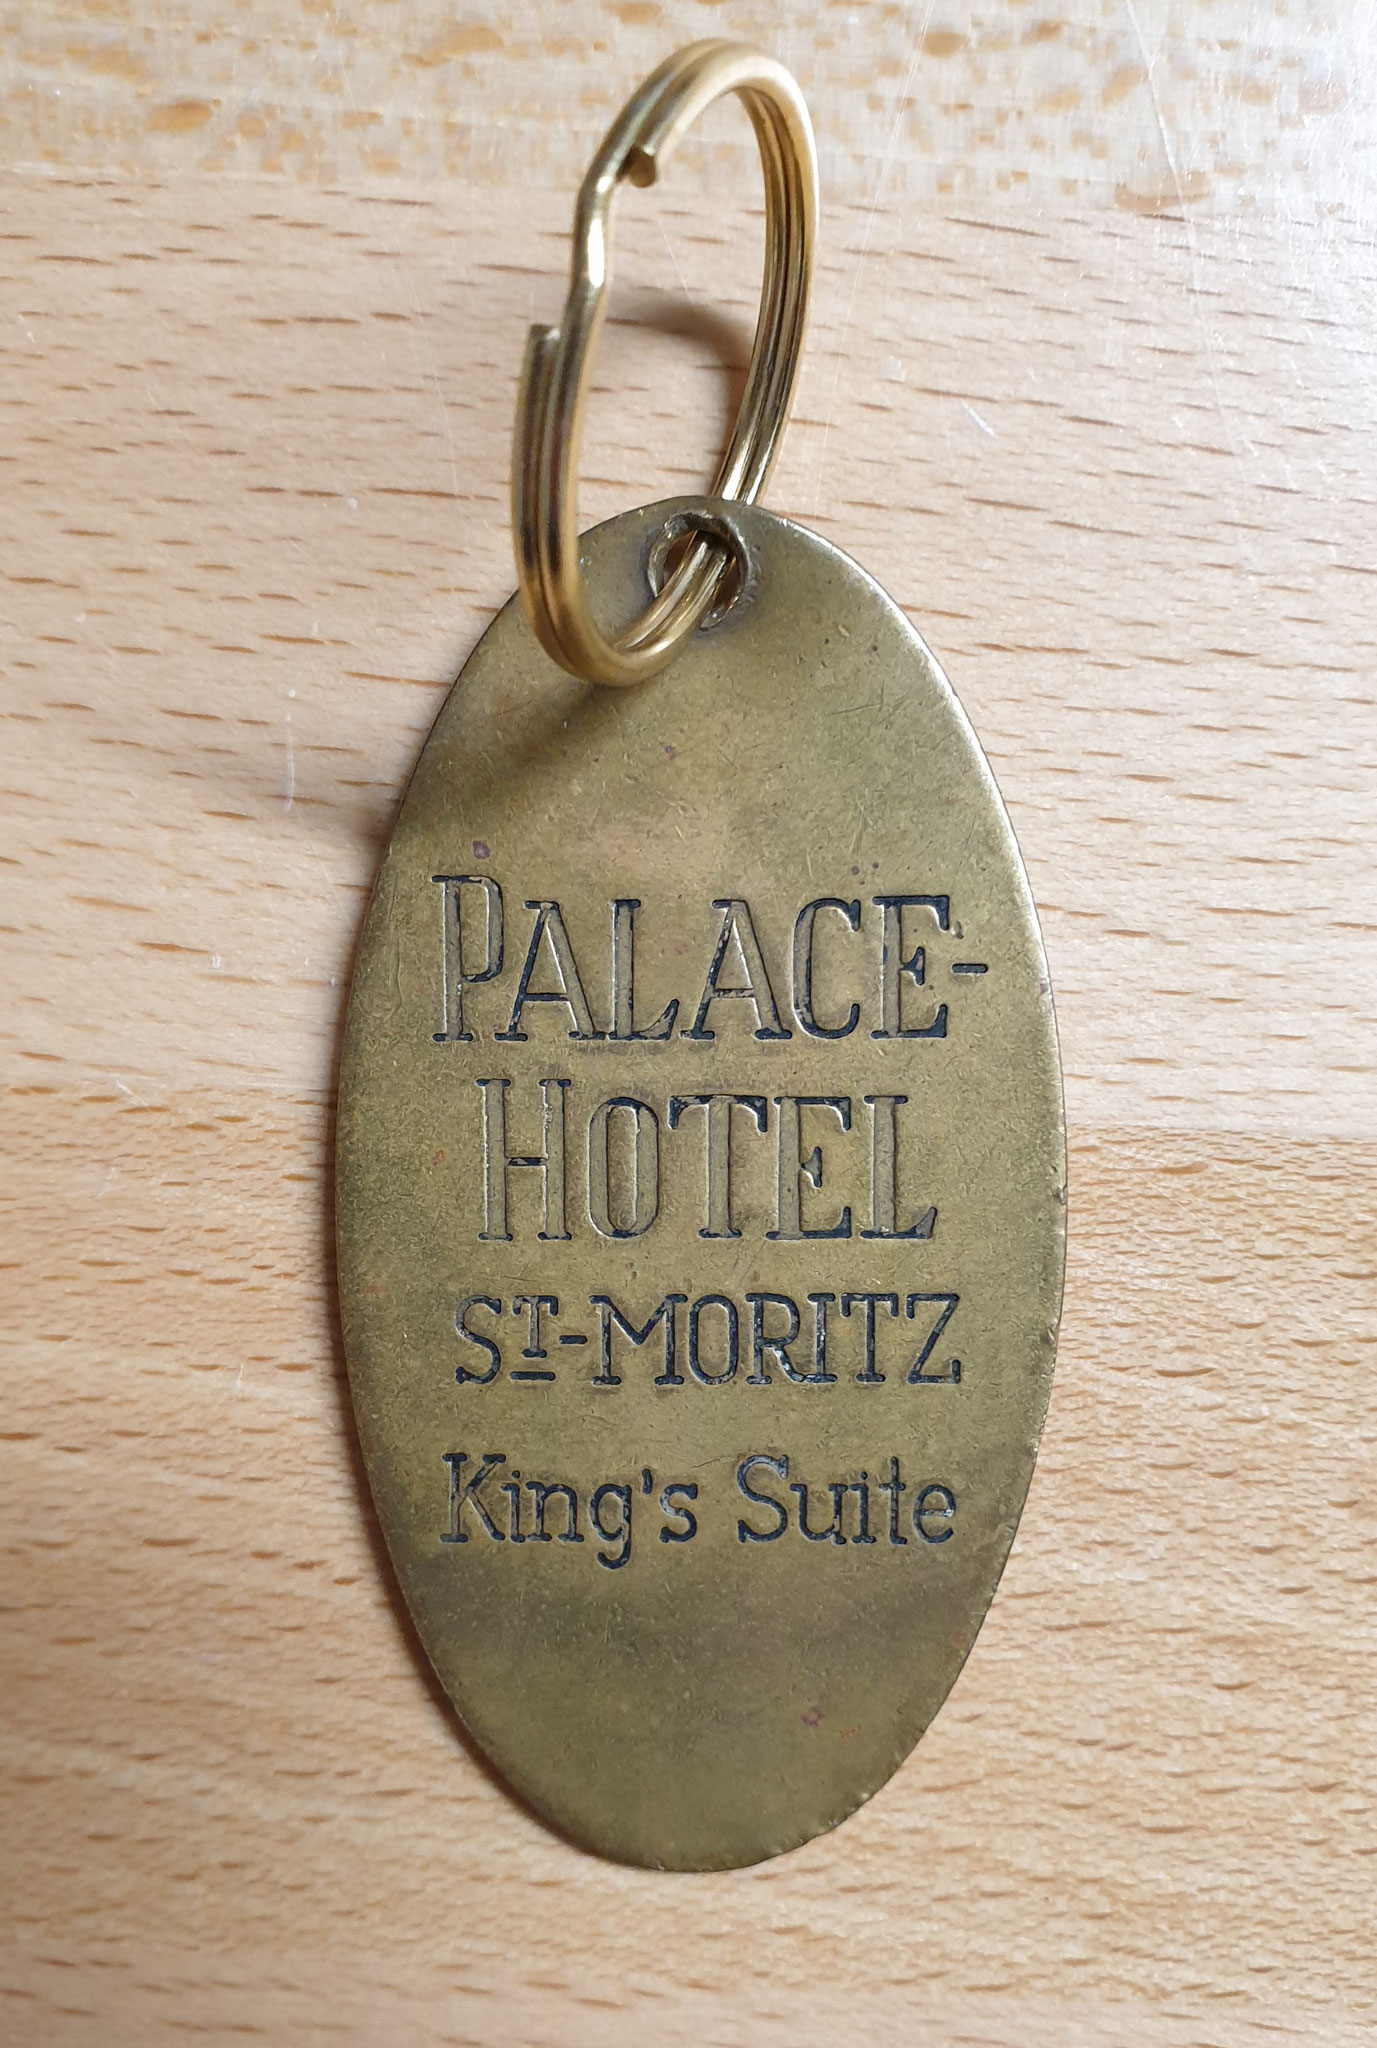 PALACE-
HOTEL
ST-MORITZ
King's Suite